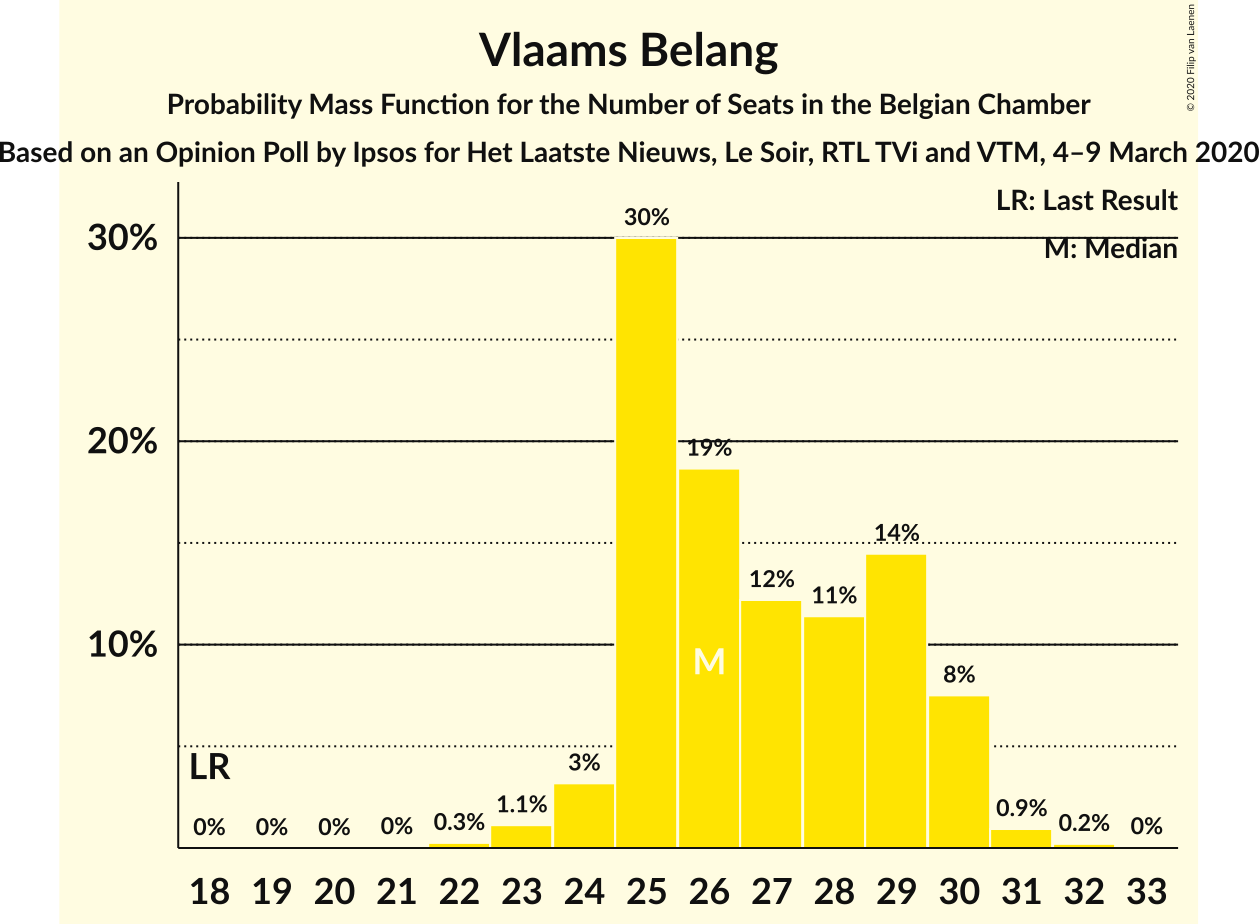 Vlaams Belang
Probability Mass Function for the Number of Seats in the Belgian Chamber
Based on an Opinion Poll by Ipsos for Het Laatste Nieuws, Le Soir, RTL TVi and VTM, 4–9 March 2020
© 2020 Filip van Laenen
LR: Last Result
M: Median
30%
20%
10%
30%
19%
14%
12%
11%
8%
3%
1.1%
0.9%
0.3%
0.2%
0% 0% 0% 0% 0%
M
LR
18 19 20 21 22 23 24 25 26 27 28 29 30 31 32 33